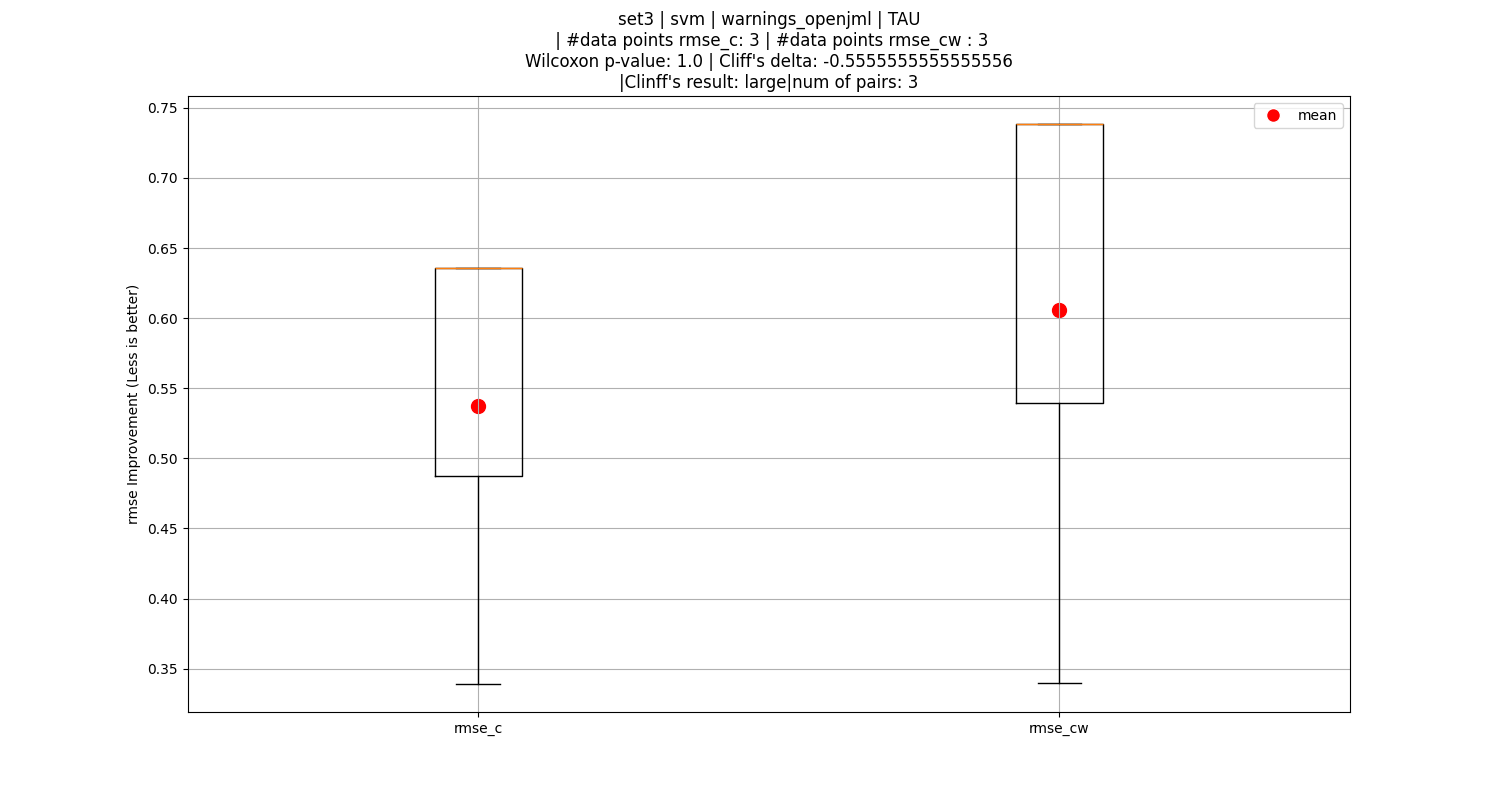 set3 | svm | warnings_openjml | TAU
| #data points rmse_c: 3 | #data points rmse_cw : 3
Wilcoxon p-value: 1.0 | Cliff's delta: -0.5555555555555556
|Clinff's result: large|num of pairs: 3
mean
rmse Improvement (Less is better)
0.75
0.70
0.65
0.60
0.55
0.50
0.45
0.40
0.35
rmse_c
rmse_cw